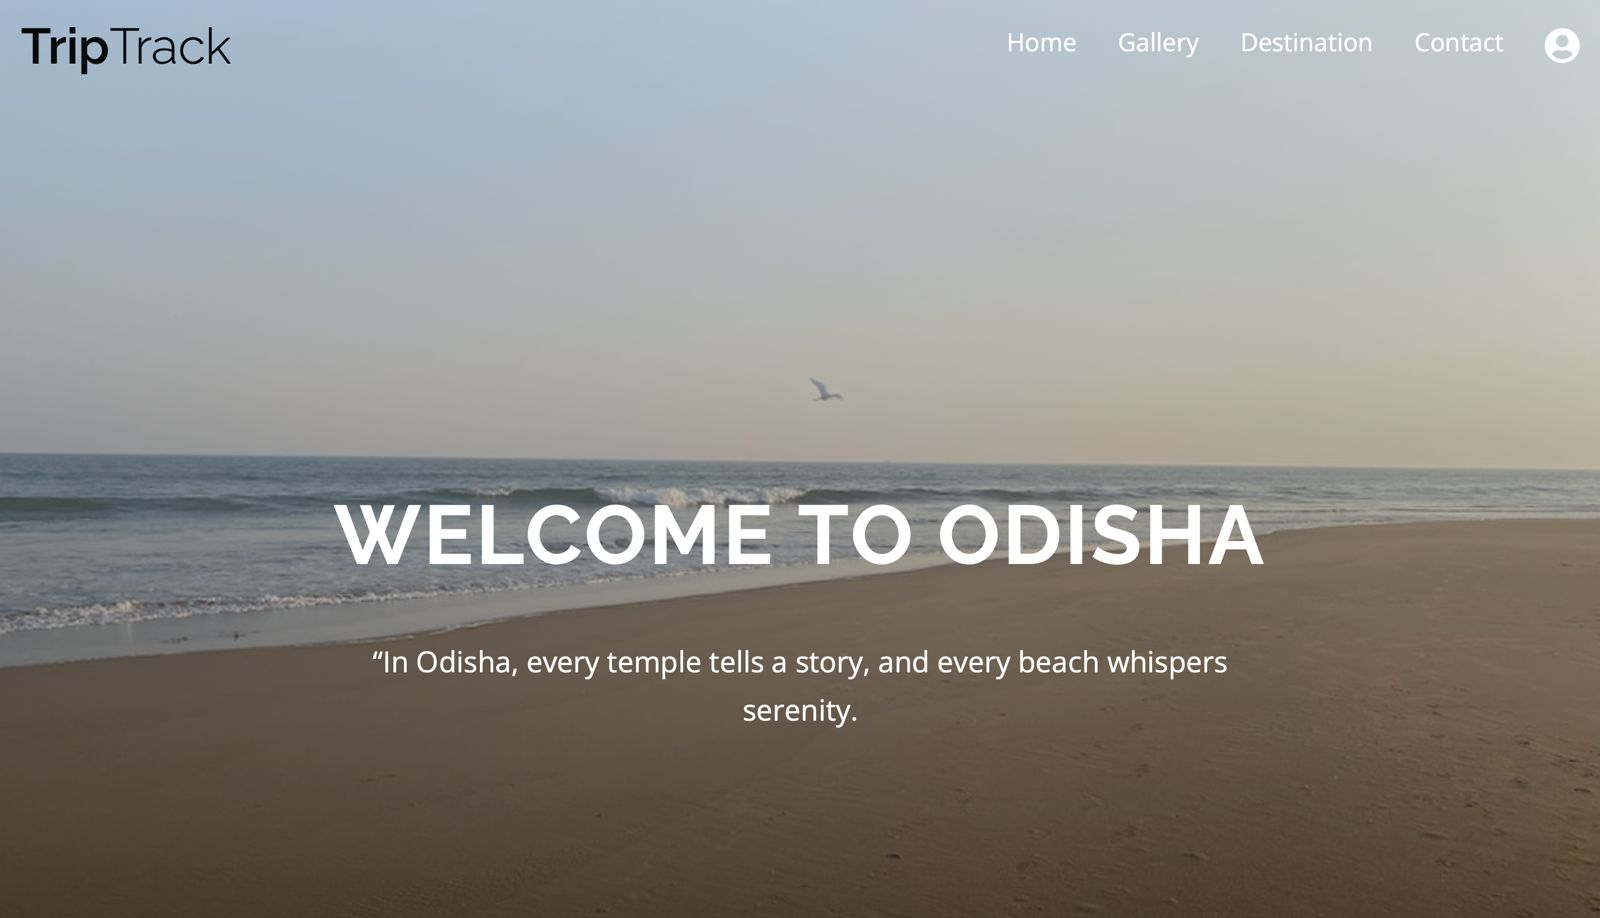 TripTrack
Home Gallery Destination Contact
WELCOME TO ODISHA
“In Odisha, every temple tells a story, and every beach whispers
serenity.